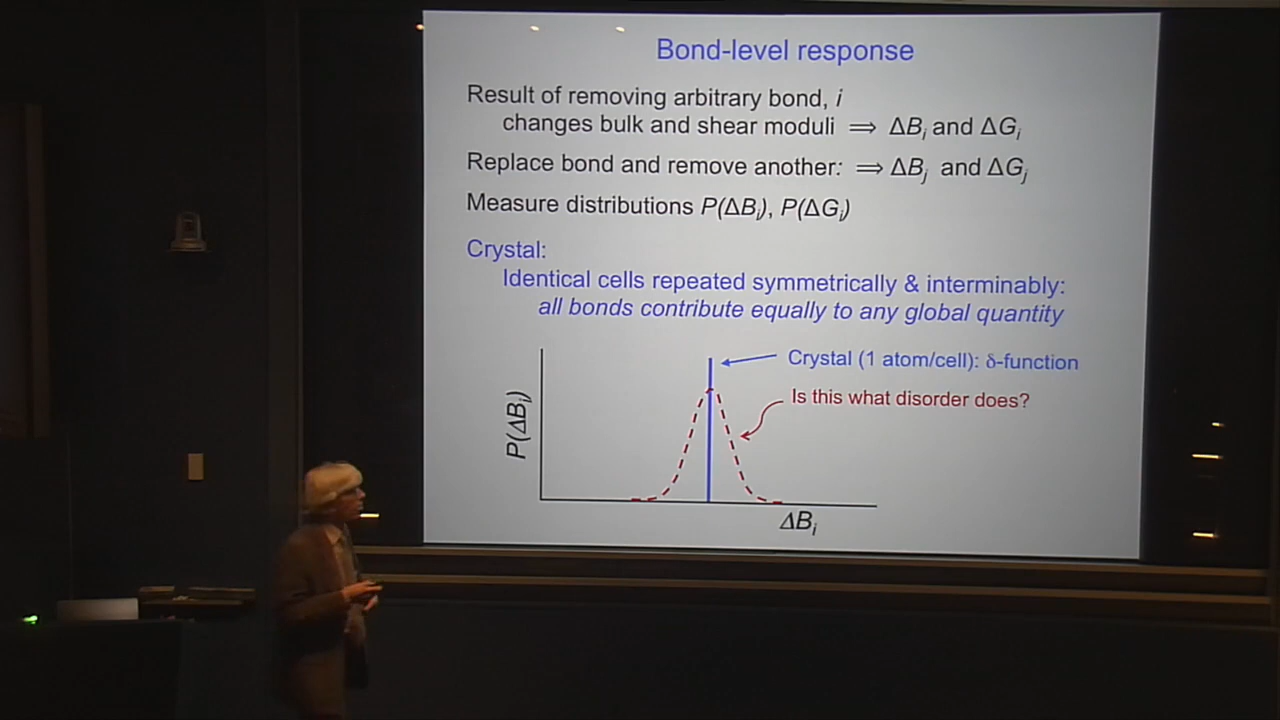 Bond-level response
Result of removing arbitrary bond, i
changes bulk and shear moduli ⟹ ΔBi and ΔGi
Replace bond and remove another: ⟹ ΔBj and ΔGj
Measure distributions P(ΔBi), P(ΔGi)
Crystal:
Identical cells repeated symmetrically & interminably:
all bonds contribute equally to any global quantity
Crystal (1 atom/cell): δ-function
Is this what disorder does?
P(ΔBi)
ΔBi